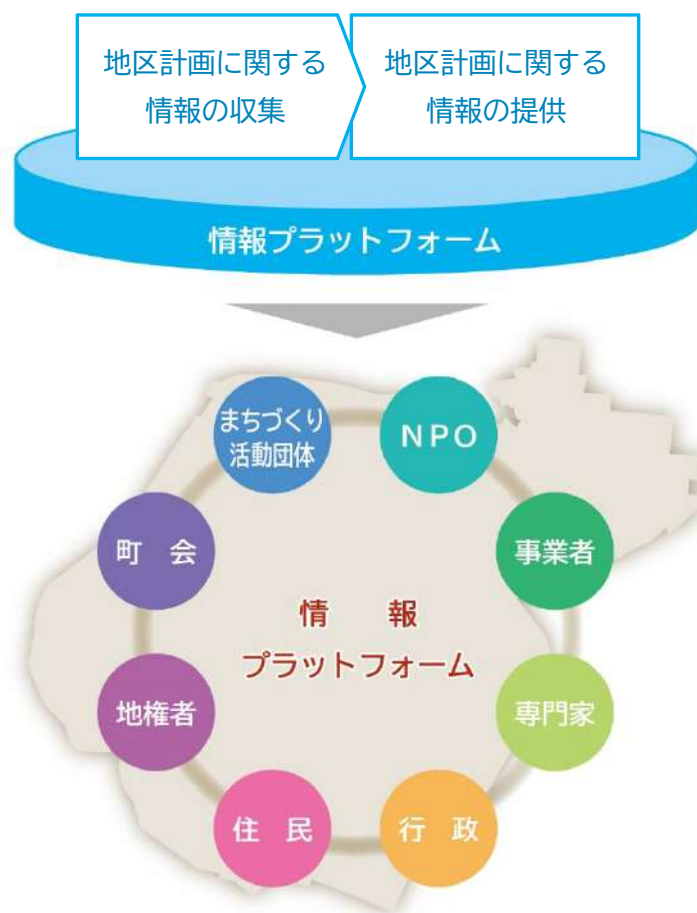 地区計画に関する
情報の収集
地区計画に関する
情報の提供
情報プラットフォーム
まちづくり
活動団体
NPO
町 会
事業者
情 報
プラットフォーム
地権者
専門家
住 民
行 政